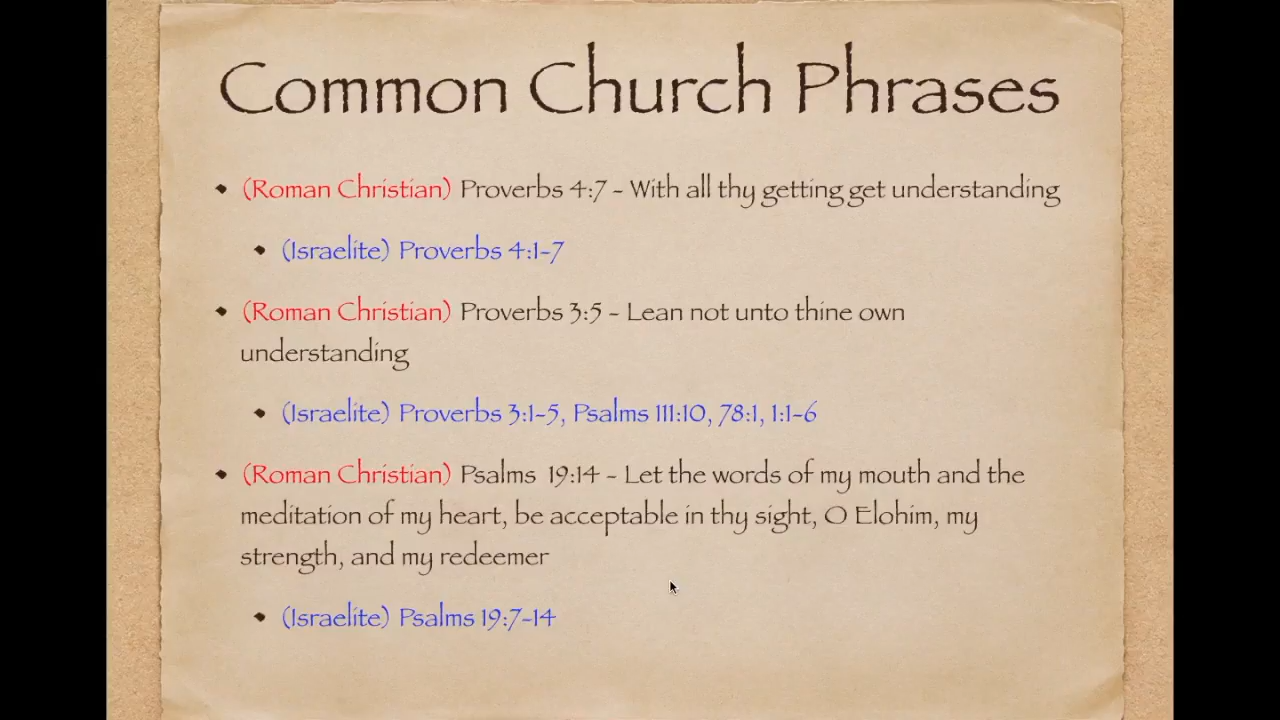 Common Church Phrases
(Roman Christian) Proverbs 4:7 - With all thy getting get understanding
(Israelite) Proverbs 4:1-7
(Roman Christian) Proverbs 3:5 - Lean not unto thine own
understanding
(Israelite) Proverbs 3:1-5, Psalms 111:10, 78:1, 1:1-6
(Roman Christian) Psalms 19:14 - Let the words of my mouth and the
meditation of my heart, be acceptable in thy sight, O Elohim, my
strength, and my redeemer
(Israelite) Psalms 19:7-14